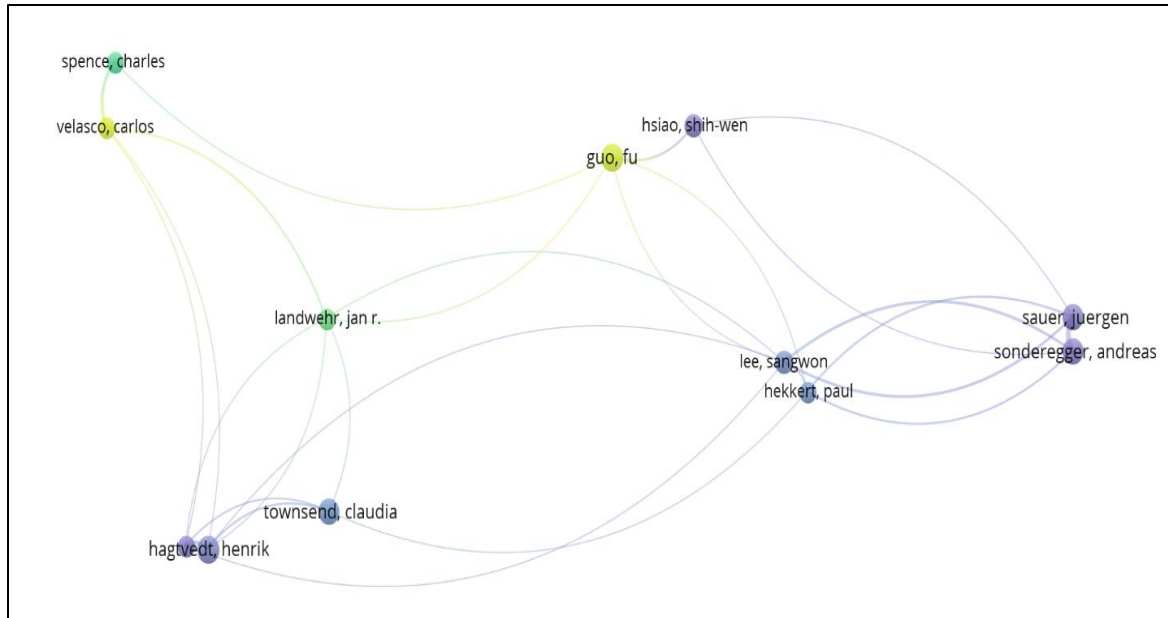 spence, charles
velasco, carlos
hsiao, shih-wen
guo, fu
landwehr, jan r.
sauer, juergen
sonderegger, andreas
lee, sangwon
hekkert, paul
townsend, claudia
hagtvedt, henrik